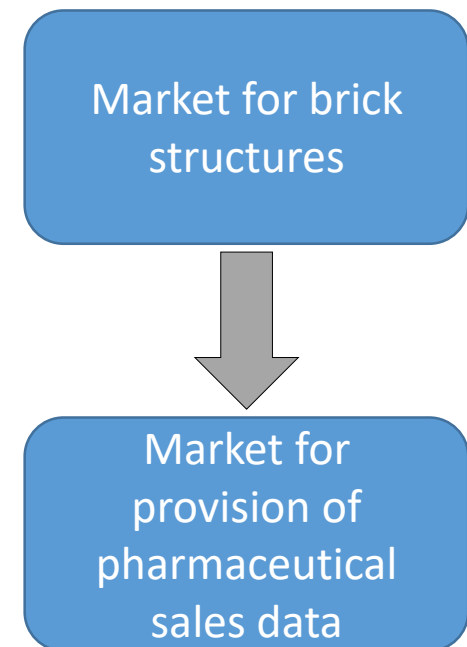 Market for brick
structures
Market for
provision of
pharmaceutical
sales data